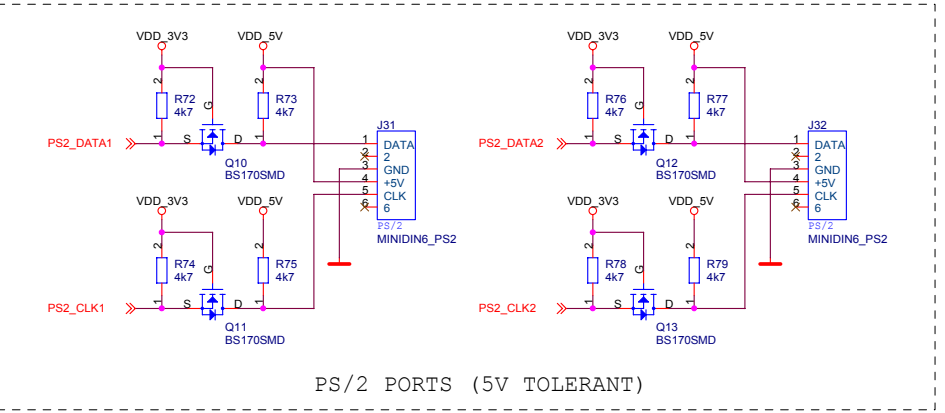 VDD_3V3 VDD_5V VDD_3V3 VDD_5V
2 2 2 2
R72 4k7 G R73 4k7 R76 4k7 G R77 4k7
J31 J32
PS2_DATA1 1 S D 1 1 DATA PS2_DATA2 1 S D 1 1 DATA
2 2 2 2
Q10 3 GND Q12 3 GND
BS170SMD 4 +5V BS170SMD 4 +5V
5 CLK 5 CLK
6 6 6 6
VDD_3V3 VDD_5V VDD_3V3 VDD_5V
PS/2 PS/2
MINIDIN6_PS2 MINIDIN6_PS2
2 2 2 2
R74 4k7 G R75 4k7 R78 4k7 G R79 4k7
PS2_CLK1 1 S D 1 PS2_CLK2 1 S D 1
Q11 Q13
BS170SMD BS170SMD
PS/2 PORTS (5V TOLERANT)